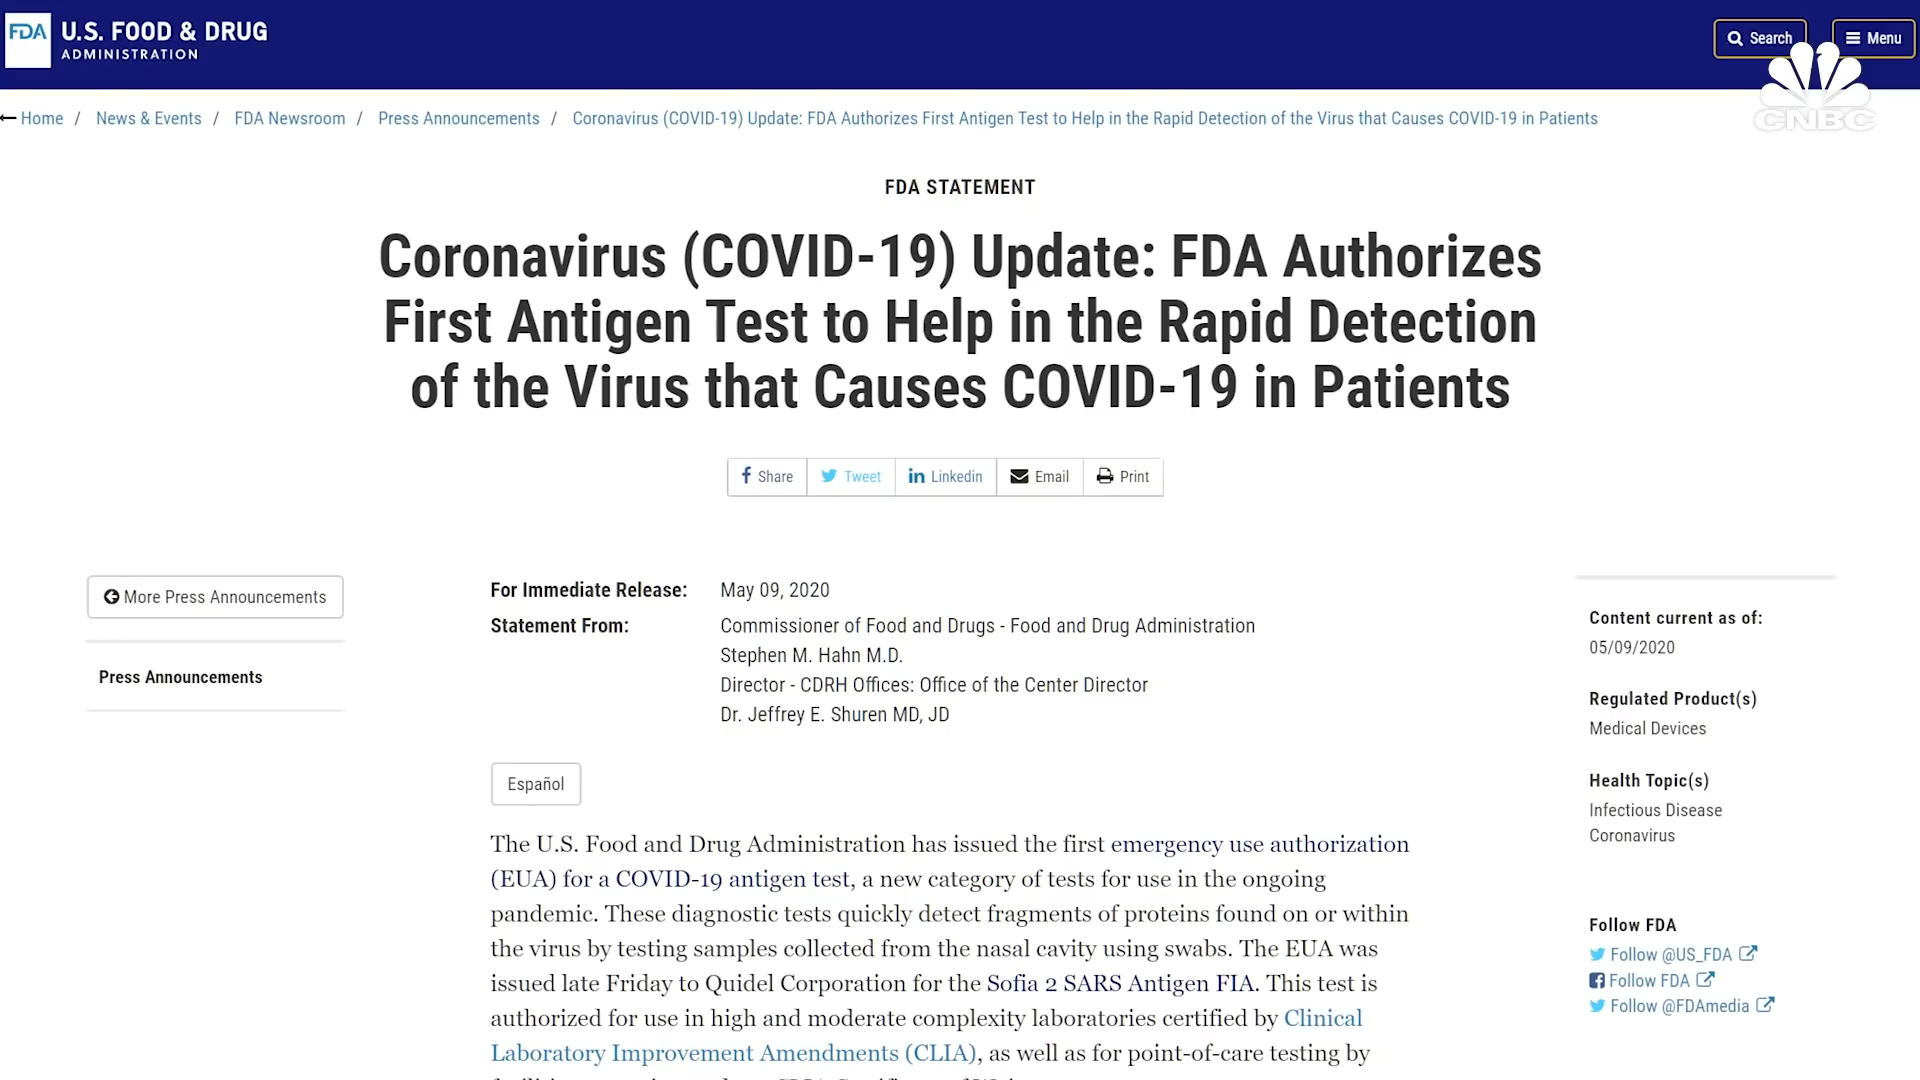 FDA U.S. FOOD & DRUG
ADMINISTRATION
Search
Menu
CNBC
Home / News & Events / FDA Newsroom / Press Announcements / Coronavirus (COVID-19) Update: FDA Authorizes First Antigen Test to Help in the Rapid Detection of the Virus that Causes COVID-19 in Patients
FDA STATEMENT
Coronavirus (COVID-19) Update: FDA Authorizes
First Antigen Test to Help in the Rapid Detection
of the Virus that Causes COVID-19 in Patients
Share Tweet Linkedin Email Print
More Press Announcements
Press Announcements
For Immediate Release: May 09, 2020
Statement From: Commissioner of Food and Drugs - Food and Drug Administration
Stephen M. Hahn M.D.
Director - CDRH Offices: Office of the Center Director
Dr. Jeffrey E. Shuren MD, JD
Español
The U.S. Food and Drug Administration has issued the first emergency use authorization
(EUA) for a COVID-19 antigen test, a new category of tests for use in the ongoing
pandemic. These diagnostic tests quickly detect fragments of proteins found on or within
the virus by testing samples collected from the nasal cavity using swabs. The EUA was
issued late Friday to Quidel Corporation for the Sofia 2 SARS Antigen FIA. This test is
authorized for use in high and moderate complexity laboratories certified by Clinical
Laboratory Improvement Amendments (CLIA), as well as for point-of-care testing by
Content current as of:
05/09/2020
Regulated Product(s)
Medical Devices
Health Topic(s)
Infectious Disease
Coronavirus
Follow FDA
Follow @US_FDA
Follow FDA
Follow @FDAmedia